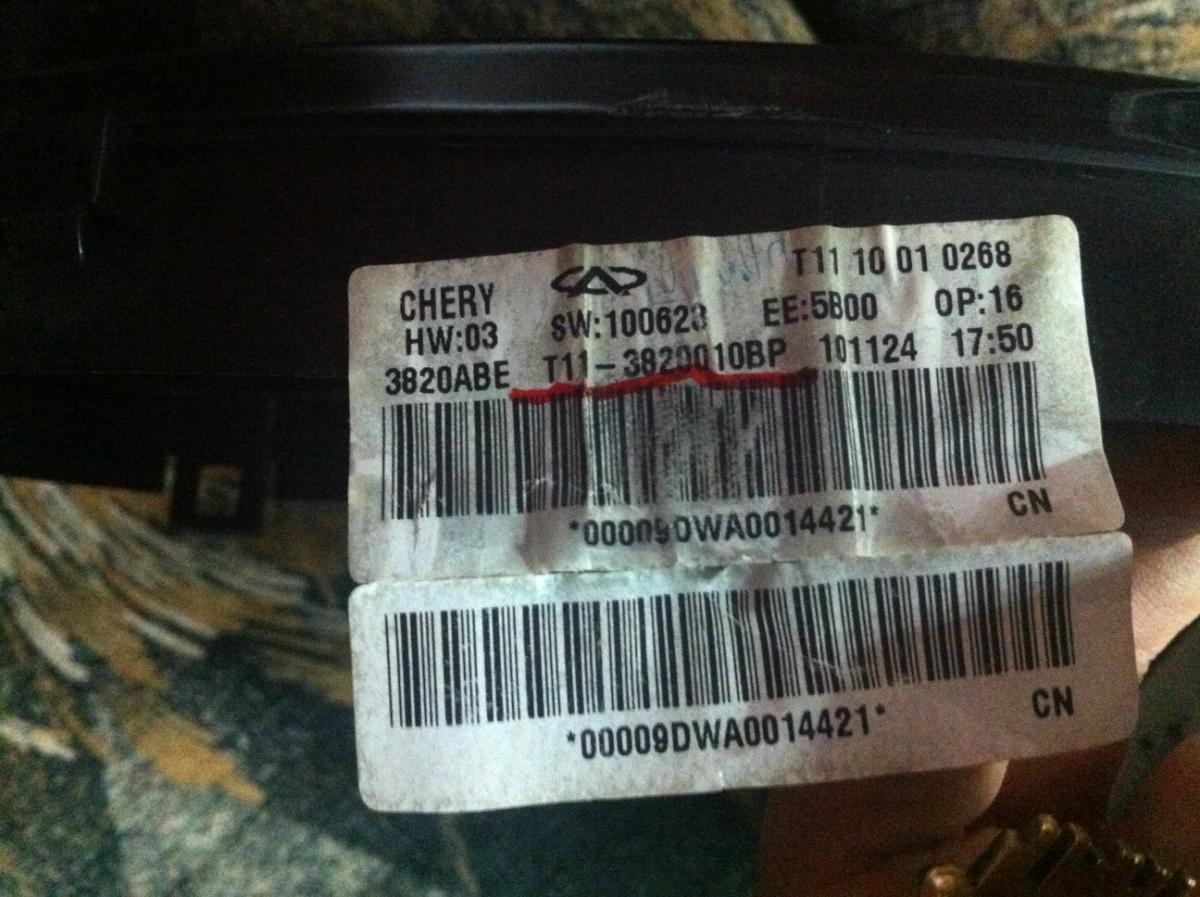 T11 10 01 0268
CHERY
HW:03 SW:100623 EE:5B00 OP:16
3820ABE T11-3820010BP 101124 17:50
CN
*00009DWA0014421*
CN
*00009DWA0014421*